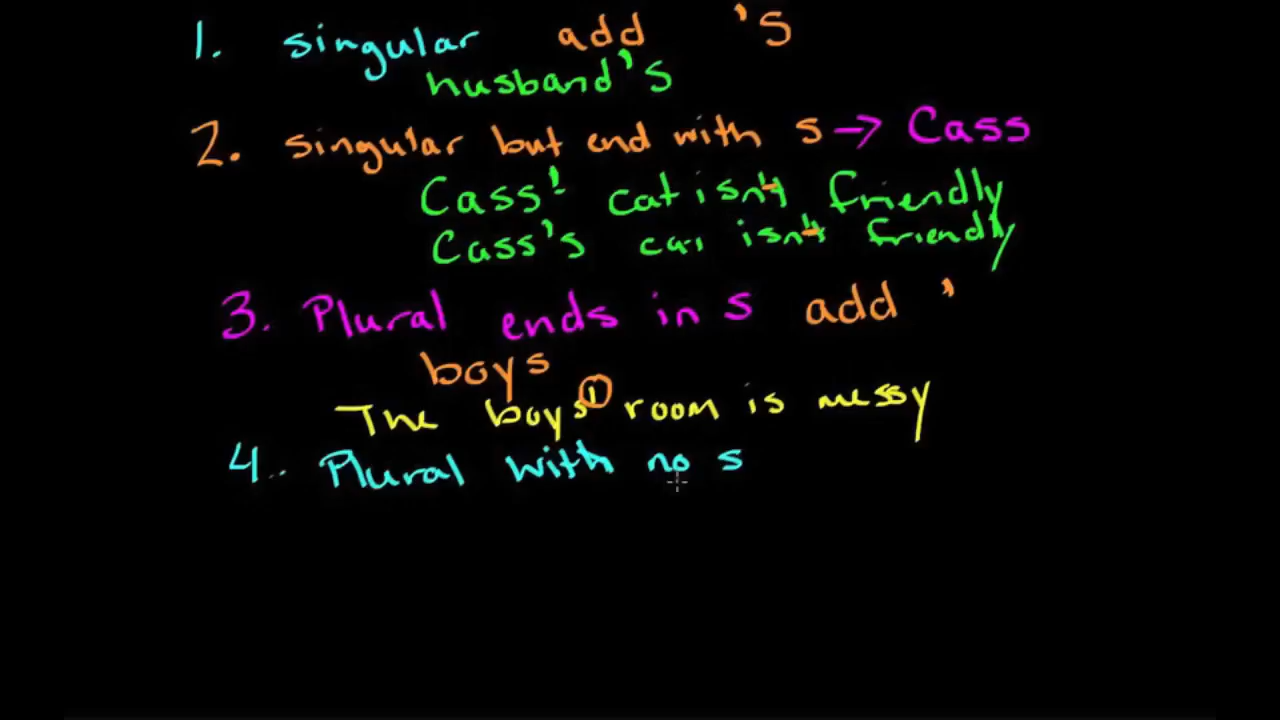 1. singular add 's
husband's
2. singular but end with s → Cass
Cass' cat isn't friendly
Cass's cat isn't friendly
3. Plural ends in s add '
boys
The boys' room is messy
4. Plural with no s